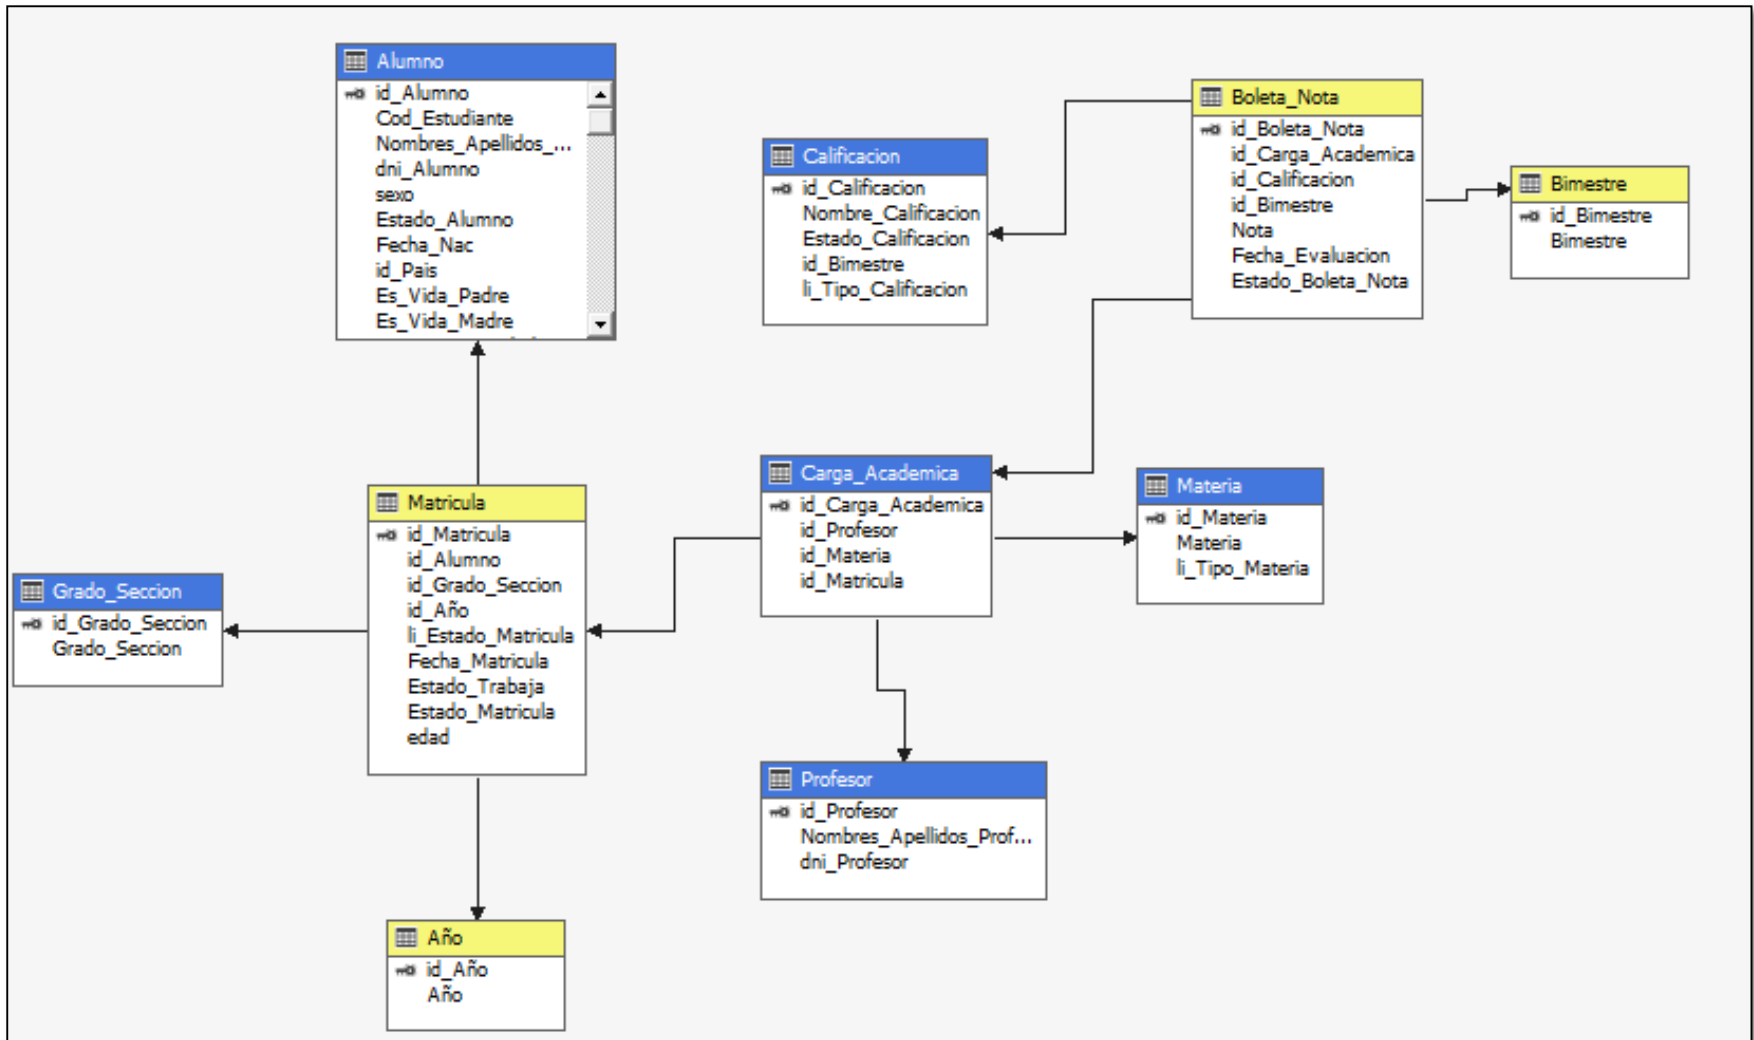 Alumno
id_Alumno
Cod_Estudiante
Nombres_Apellidos_...
dni_Alumno
sexo
Estado_Alumno
Fecha_Nac
id_Pais
Es_Vida_Padre
Es_Vida_Madre
Calificacion
id_Calificacion
Nombre_Calificacion
Estado_Calificacion
id_Bimestre
li_Tipo_Calificacion
Boleta_Nota
id_Boleta_Nota
id_Carga_Academica
id_Calificacion
id_Bimestre
Nota
Fecha_Evaluacion
Estado_Boleta_Nota
Bimestre
id_Bimestre
Bimestre
Grado_Seccion
id_Grado_Seccion
Grado_Seccion
Matricula
id_Matricula
id_Alumno
id_Grado_Seccion
id_Año
li_Estado_Matricula
Fecha_Matricula
Estado_Trabaja
Estado_Matricula
edad
Carga_Academica
id_Carga_Academica
id_Profesor
id_Materia
id_Matricula
Materia
id_Materia
Materia
li_Tipo_Materia
Profesor
id_Profesor
Nombres_Apellidos_Prof...
dni_Profesor
Año
id_Año
Año